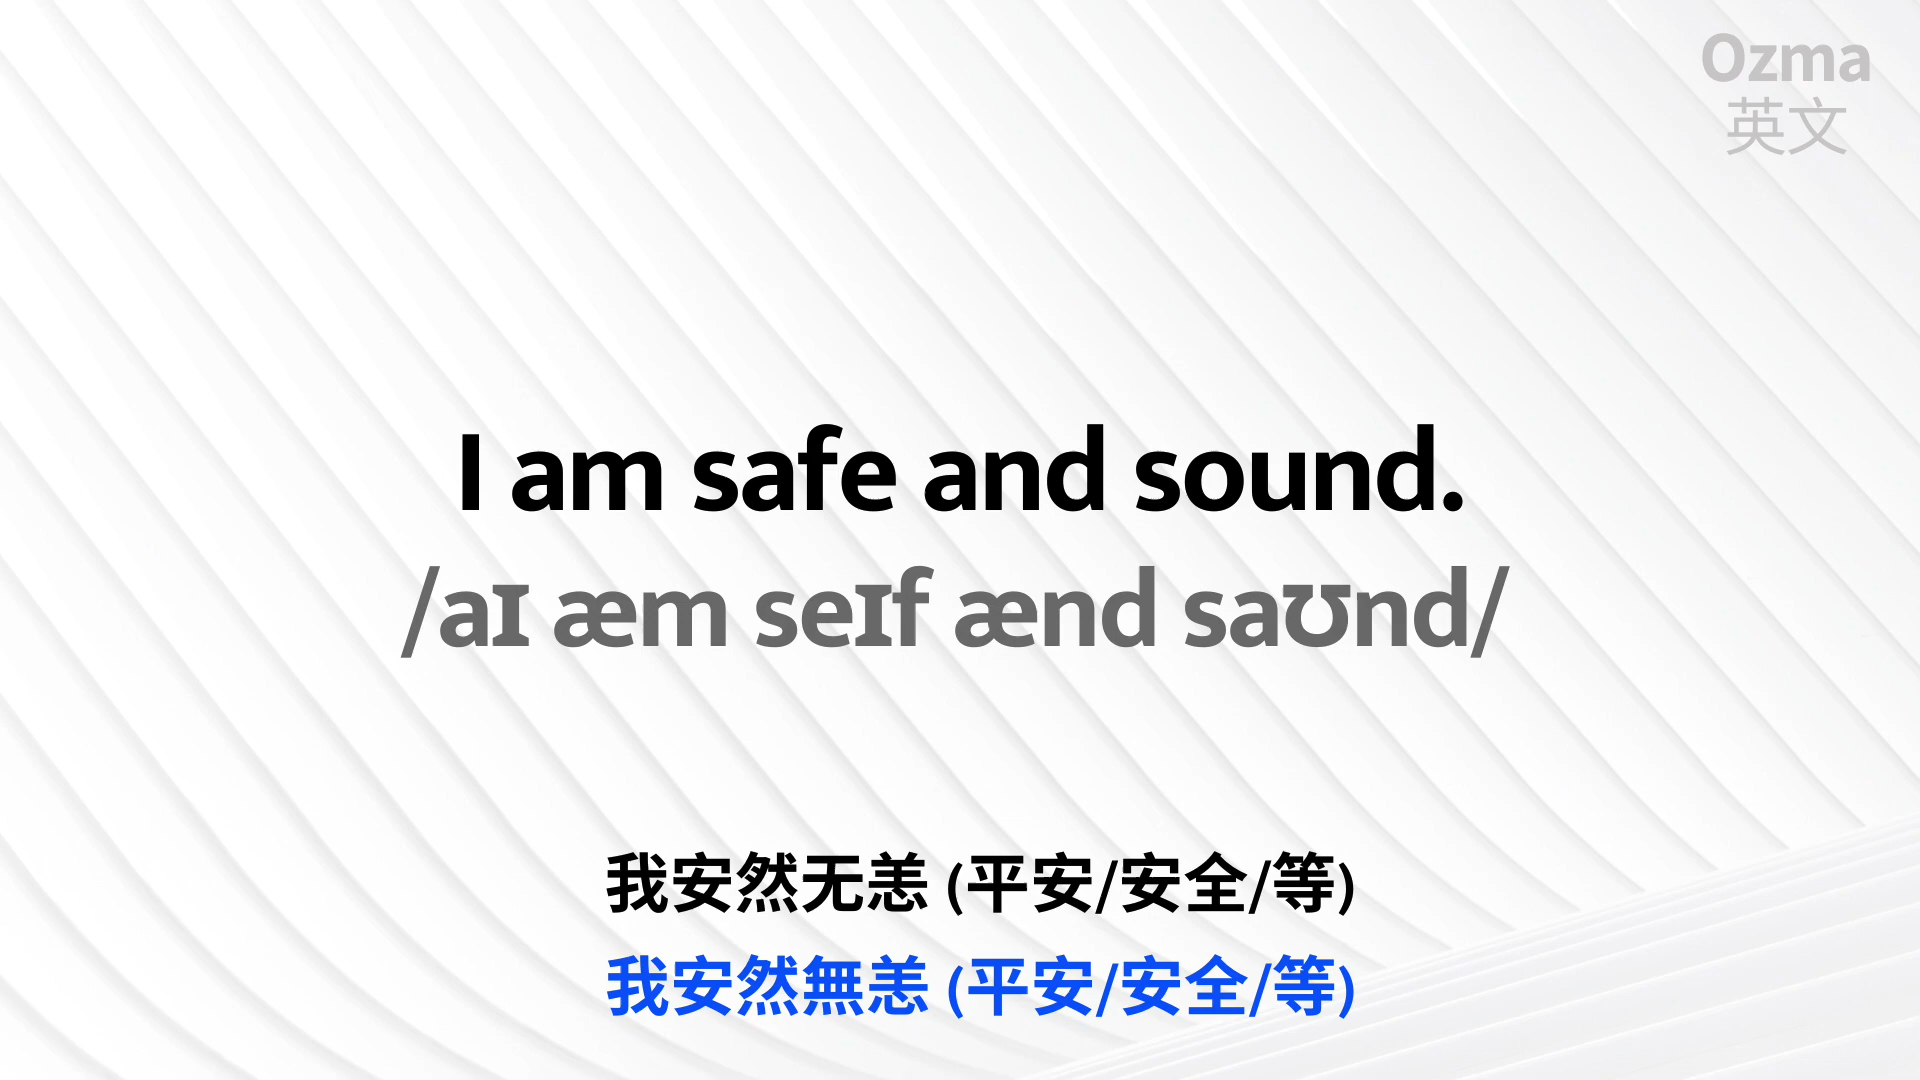 Ozma
英文
I am safe and sound.
/aɪ æm seɪf ænd saʊnd/
我安然无恙 (平安/安全/等)
我安然無恙 (平安/安全/等)